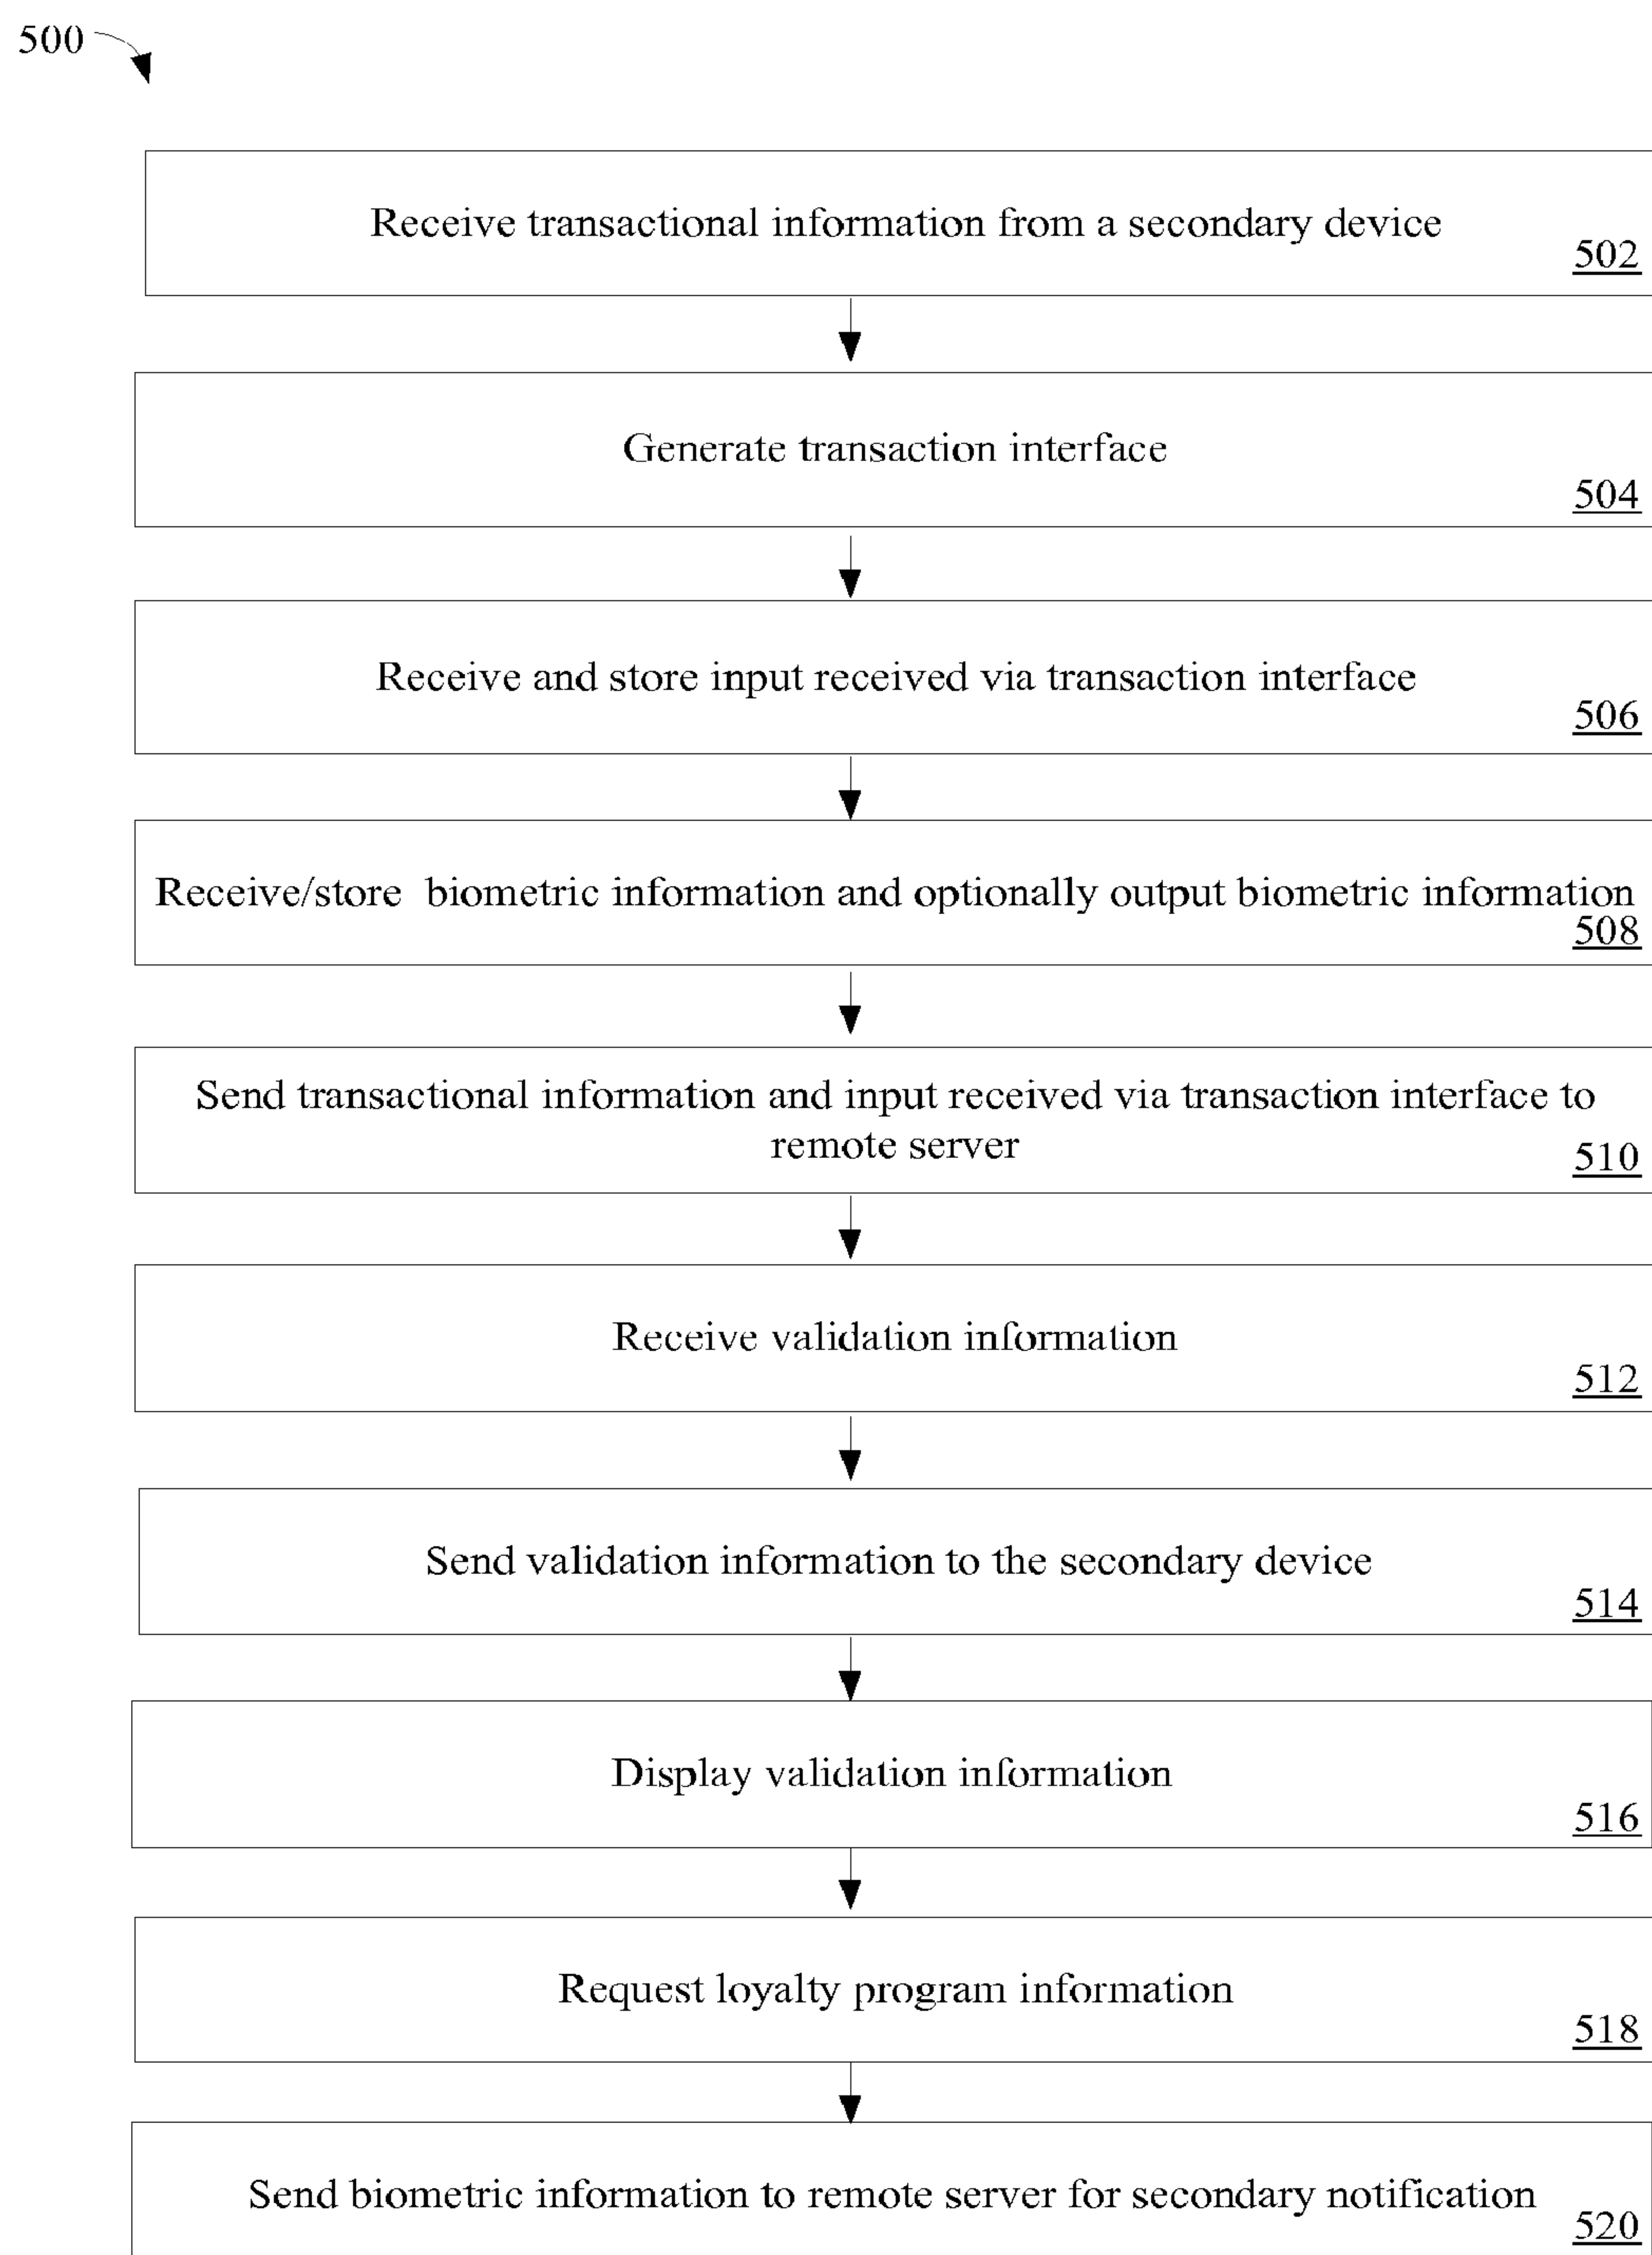 500
Receive transactional information from a secondary device
502
Generate transaction interface
504
Receive and store input received via transaction interface
506
Receive/store biometric information and optionally output biometric information
508
Send transactional information and input received via transaction interface to
remote server
510
Receive validation information
512
Send validation information to the secondary device
514
Display validation information
516
Request loyalty program information
518
Send biometric information to remote server for secondary notification
520